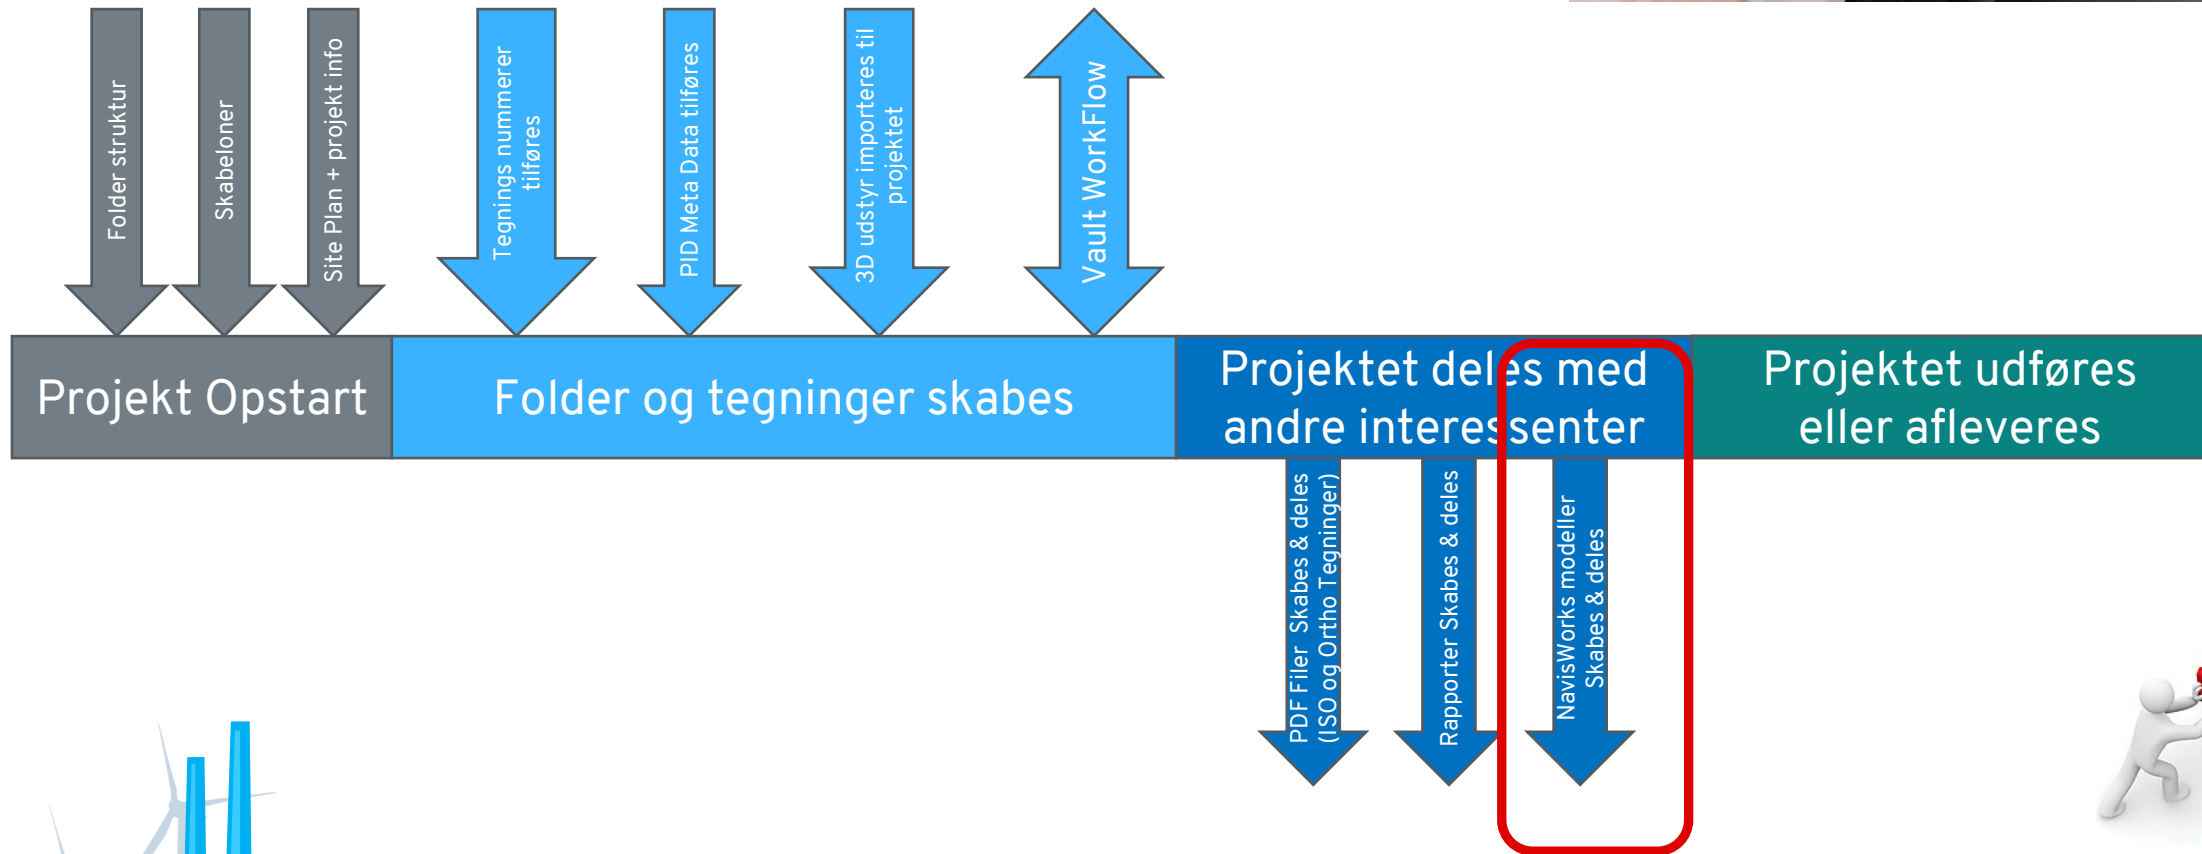 Folder struktur
Skabeloner
Site Plan + projekt info
Tegnings nummerer
tilføres
PID Meta Data tilføres
3D udstyr importeres til
projektet
Vault WorkFlow
Projekt Opstart
Folder og tegninger skabes
Projektet deles med
andre interessenter
Projektet udføres
eller afleveres
PDF Filer Skabes & deles
(ISO og Ortho Tegninger)
Rapporter Skabes & deles
NavisWorks modeller
Skabes & deles